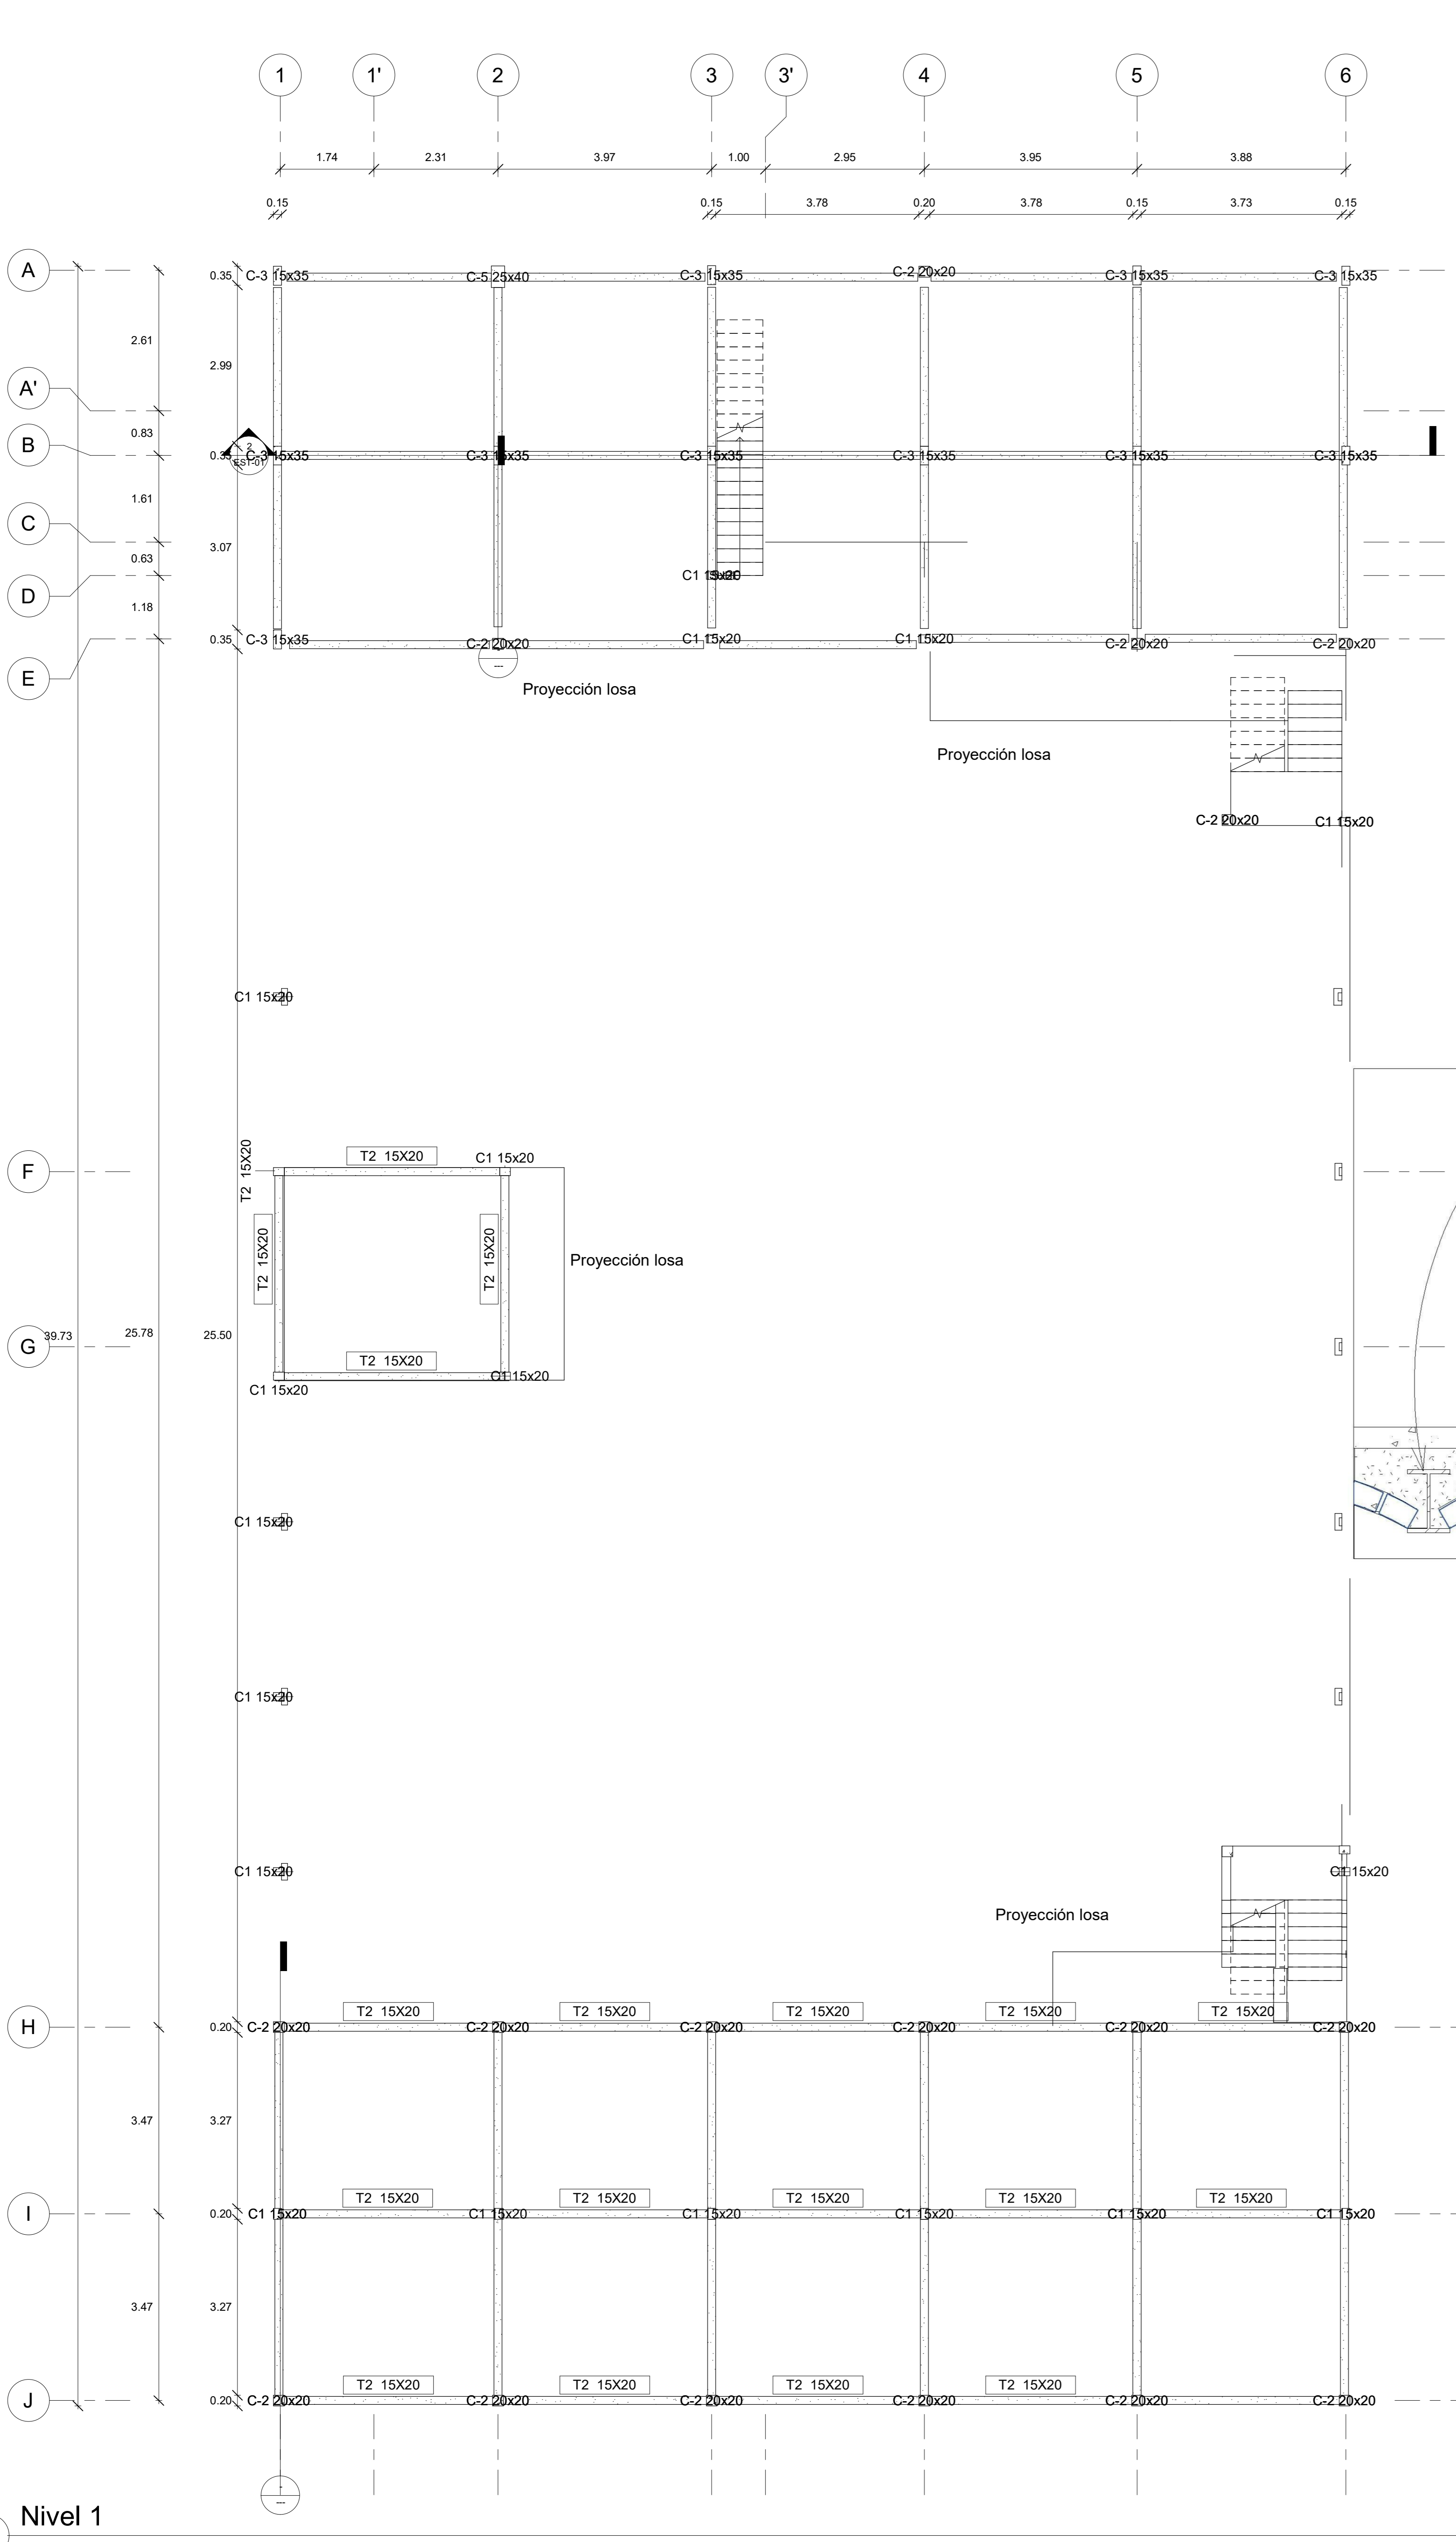 1 1' 2 3 3' 4 5 6
1.74 2.31 3.97 1.00 2.95 3.95 3.88
0.15 0.15 3.78 0.20 3.78 0.15 3.73 0.15
A 0.35 C-3 15x35 C-5 25x40 C-3 15x35 C-2 20x20 C-3 15x35 C-3 15x35
2.61
2.99
A'
0.83
B 0.35 2 C-3 15x35 C-3 15x35 C-3 15x35 C-3 15x35 C-3 15x35 C-3 15x35
EST-01
1.61
C
3.07
0.63
C1 15x20
D
1.18
0.35 C-3 15x35 C-2 20x20 C1 15x20 C1 15x20 C-2 20x20 C-2 20x20
---
E
Proyección losa
Proyección losa
C-2 20x20 C1 15x20
C1 15x20
T2 15X20 C1 15x20
F T2 15X20
T2 15X20 T2 15X20 Proyección losa
G 39.73 25.78 25.50
T2 15X20
C1 15x20
C1 15x20
C1 15x20
C1 15x20
C1 15x20 C1 15x20
Proyección losa
T2 15X20 T2 15X20 T2 15X20 T2 15X20 T2 15X20
H 0.20 C-2 20x20 C-2 20x20 C-2 20x20 C-2 20x20 C-2 20x20 C-2 20x20
3.47 3.27
T2 15X20 T2 15X20 T2 15X20 T2 15X20 T2 15X20
I 0.20 C1 15x20 C1 15x20 C1 15x20 C1 15x20 C1 15x20 C1 15x20
3.47 3.27
T2 15X20 T2 15X20 T2 15X20 T2 15X20
J 0.20 C-2 20x20 C-2 20x20 C-2 20x20 C-2 20x20 C-2 20x20 C-2 20x20
-
---
Nivel 1